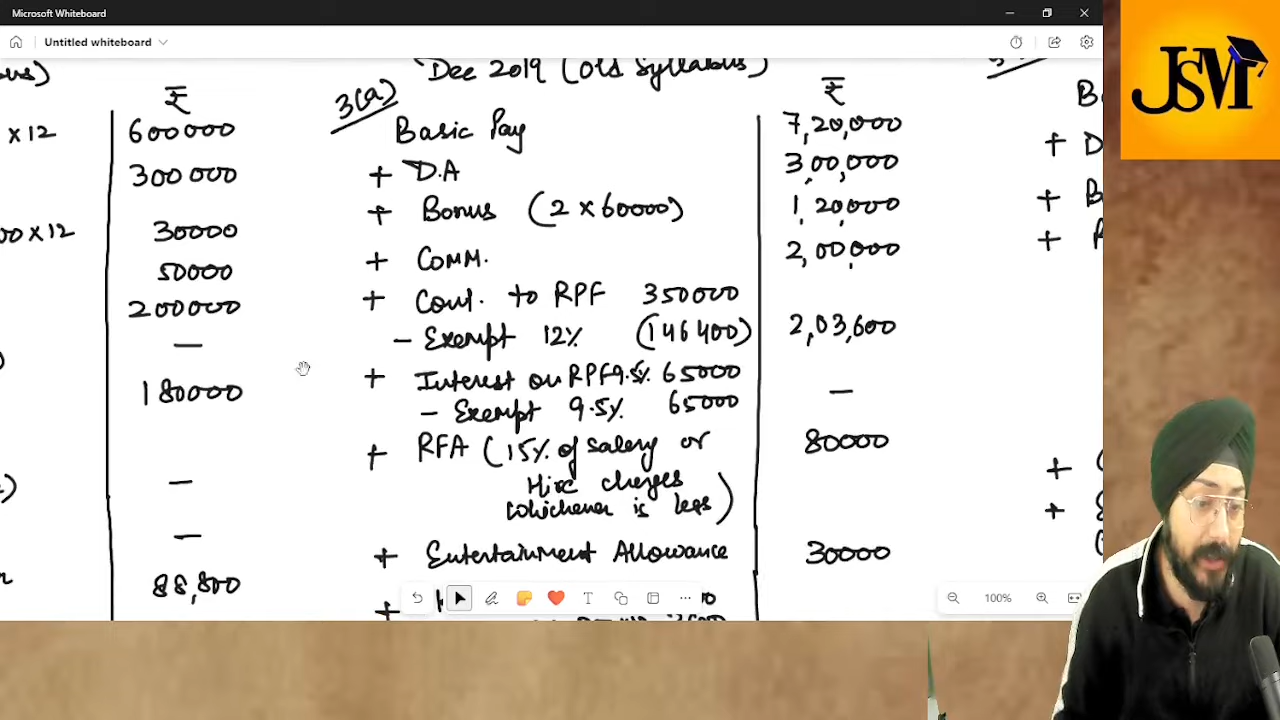 Microsoft Whiteboard
Untitled whiteboard
Dec 2019 (Old Syllabus)
3(a)
₹
₹
Basic Pay 7,20,000
+ D.A 3,00,000
+ Bonus (2 x 60000) 1,20,000
+ Comm. 2,00,000
+ Cont. to RPF 350000
- Exempt 12% (146400) 2,03,600
+ Interest on RPF 9.5% 65000
- Exempt 9.5% 65000 —
+ RFA (15% of salary or 80000
Hire charges
whichever is less)
+ Entertainment Allowance 30000
+
x 12 600000
300000
00 x 12 30000
50000
200000
—
180000
—
—
88,800
+ D
+ B
+
+
+
100%
JSM